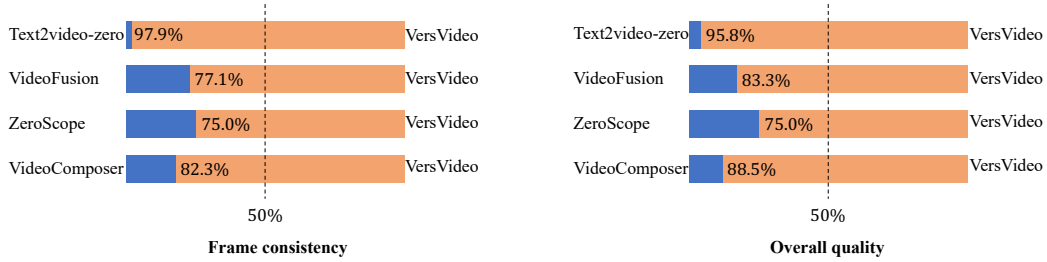 Text2video-zero 97.9% VersVideo
VideoFusion 77.1% VersVideo
ZeroScope 75.0% VersVideo
VideoComposer 82.3% VersVideo
50%
Frame consistency
Text2video-zero 95.8% VersVideo
VideoFusion 83.3% VersVideo
ZeroScope 75.0% VersVideo
VideoComposer 88.5% VersVideo
50%
Overall quality